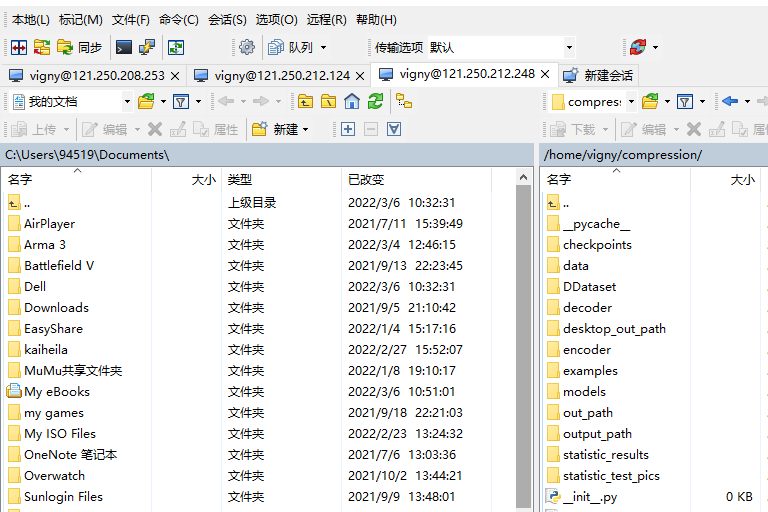 本地(L) 标记(M) 文件(F) 命令(C) 会话(S) 选项(O) 远程(R) 帮助(H)
同步 队列 传输选项 默认
vigny@121.250.208.253 vigny@121.250.212.124 vigny@121.250.212.248 新建会话
我的文档 compres
上传 编辑 属性 新建 下载 编辑 属性
C:\Users\94519\Documents\ /home/vigny/compression/
名字 大小 类型 已改变 名字 大小
.. 上级目录 2022/3/6 10:32:31 ..
AirPlayer 文件夹 2021/7/11 15:39:49 __pycache__
Arma 3 文件夹 2022/3/4 12:46:15 checkpoints
Battlefield V 文件夹 2021/9/13 22:23:45 data
Dell 文件夹 2022/3/6 10:32:31 DDataset
Downloads 文件夹 2021/9/5 21:10:42 decoder
EasyShare 文件夹 2022/1/4 15:17:16 desktop_out_path
kaiheila 文件夹 2022/2/27 15:52:07 encoder
MuMu共享文件夹 文件夹 2022/1/8 19:10:17 examples
My eBooks 文件夹 2022/3/6 10:51:01 models
my games 文件夹 2021/9/18 22:21:03 out_path
My ISO Files 文件夹 2022/2/23 13:24:32 output_path
OneNote 笔记本 文件夹 2021/7/6 13:03:36 statistic_results
Overwatch 文件夹 2021/10/2 13:44:21 statistic_test_pics
Sunlogin Files 文件夹 2021/9/9 13:48:01 __init__.py 0 KB